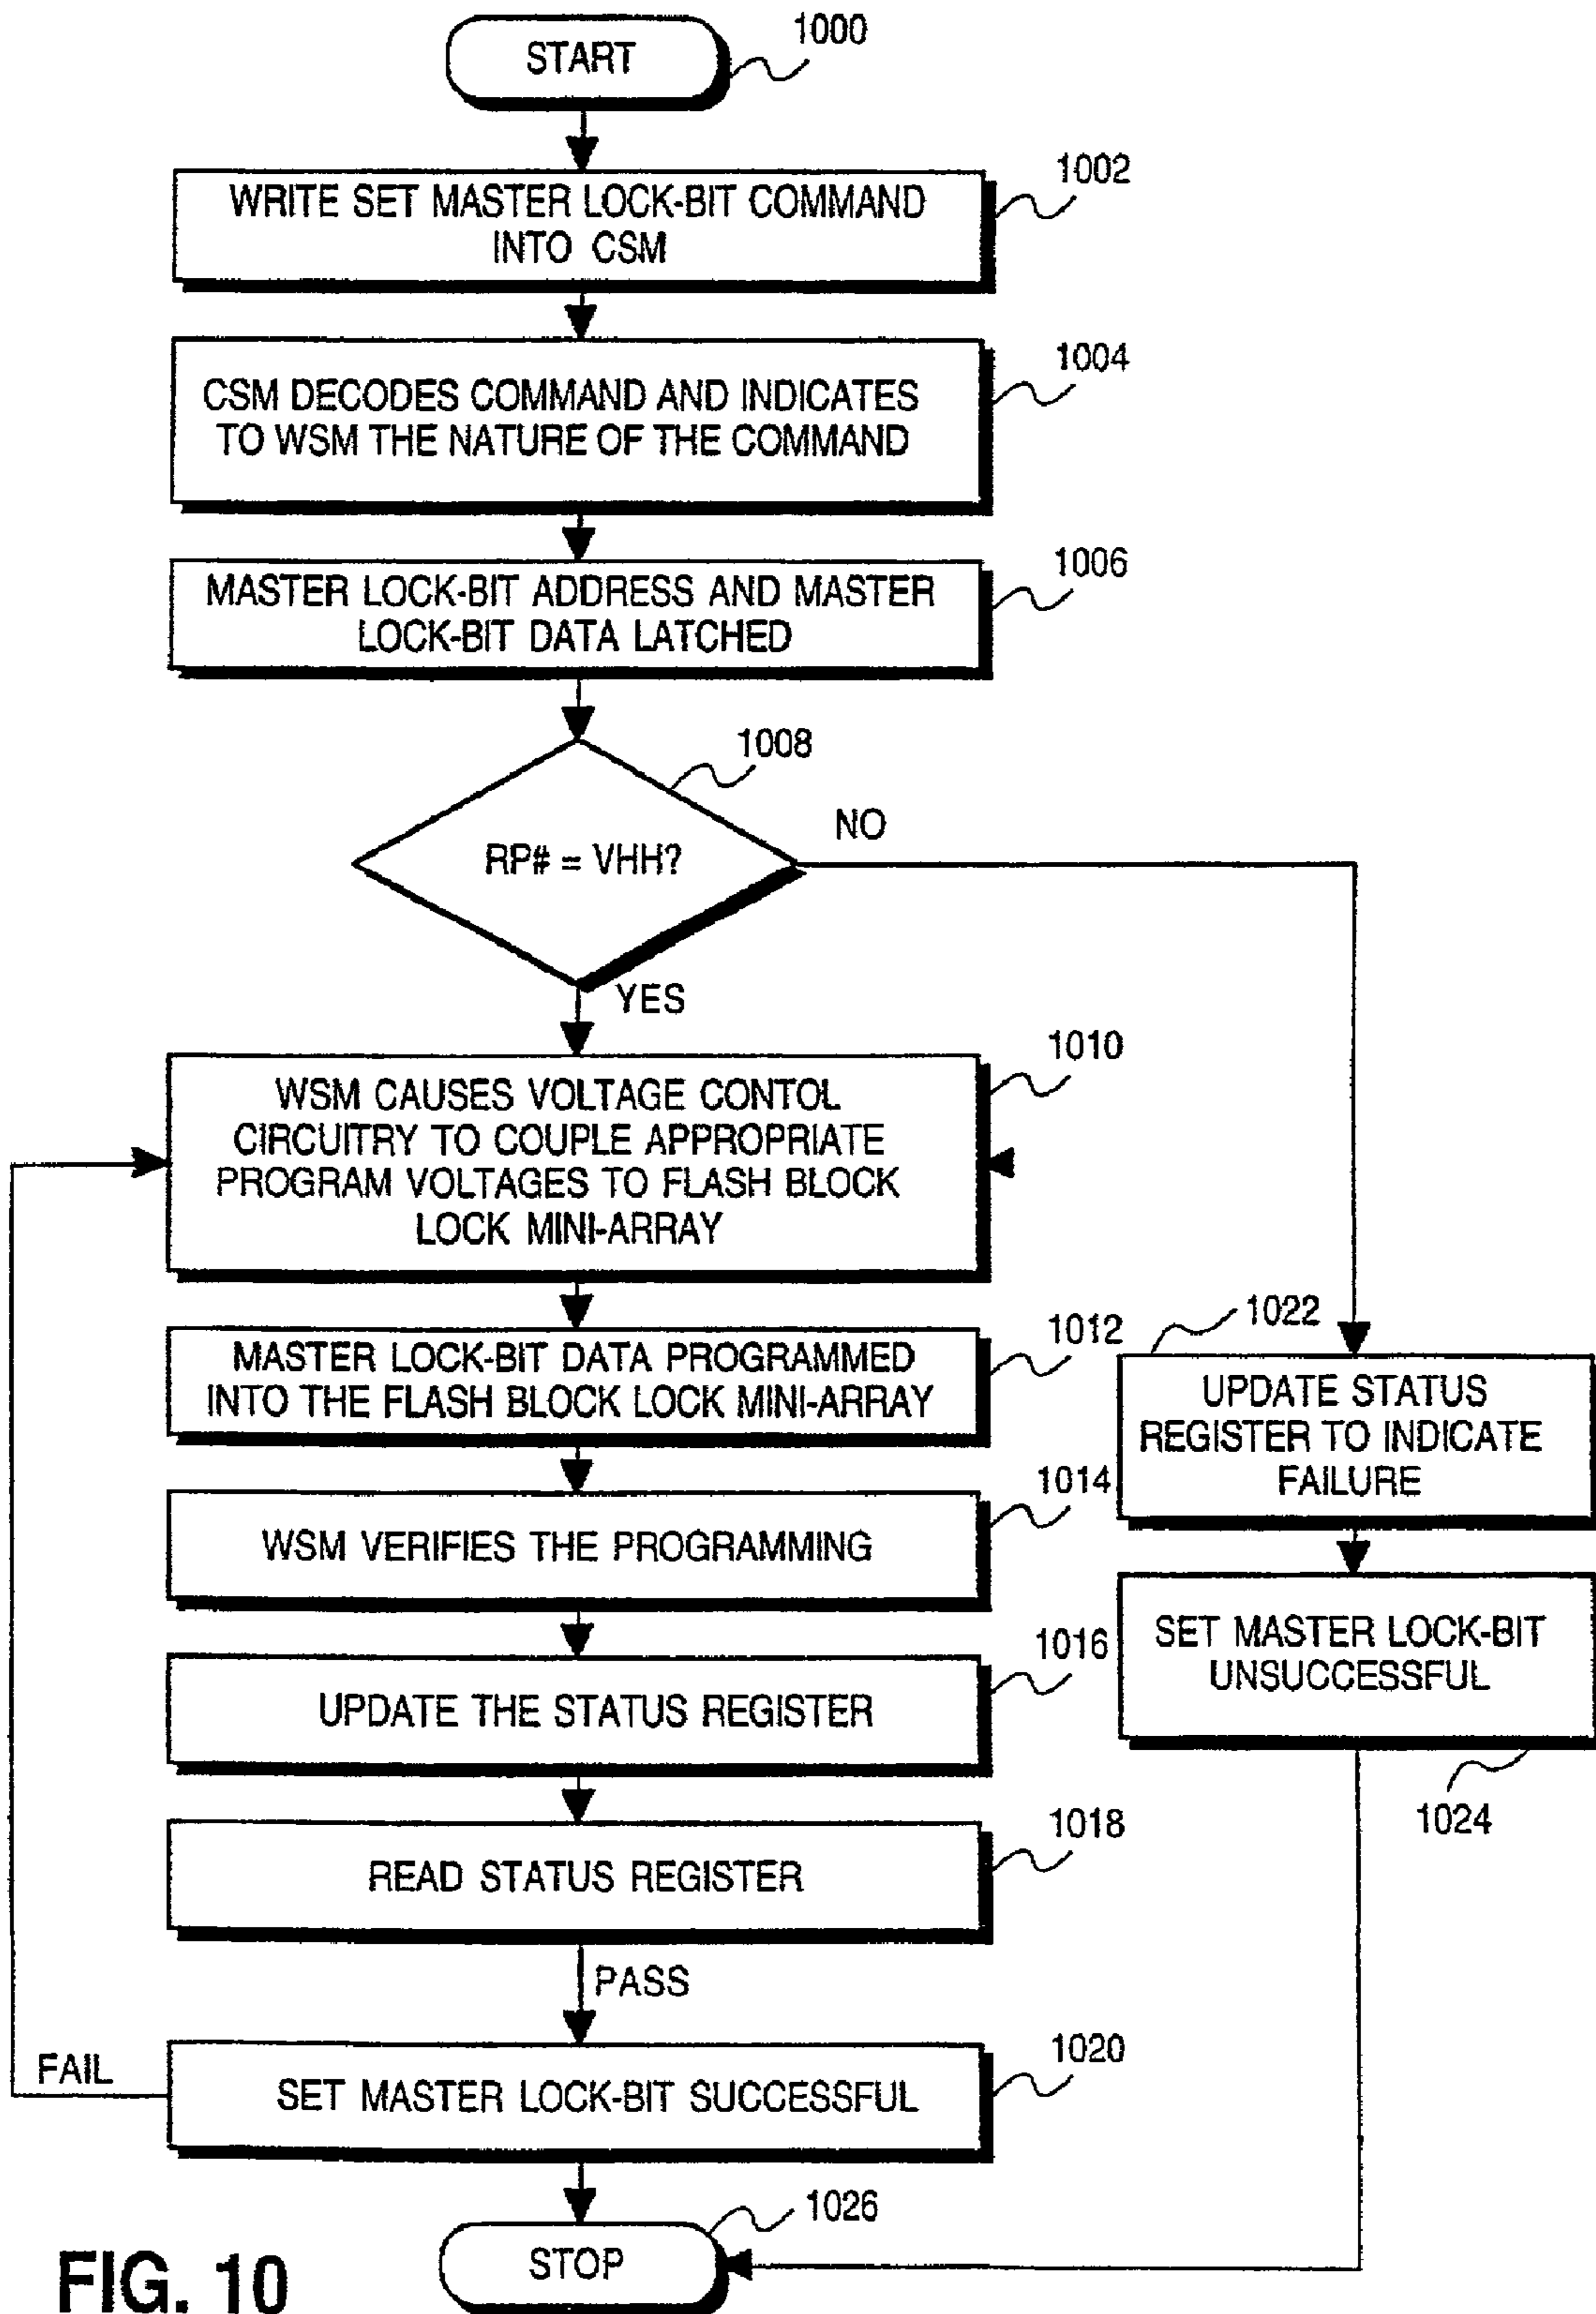 START
1000
WRITE SET MASTER LOCK-BIT COMMAND
INTO CSM
1002
CSM DECODES COMMAND AND INDICATES
TO WSM THE NATURE OF THE COMMAND
1004
MASTER LOCK-BIT ADDRESS AND MASTER
LOCK-BIT DATA LATCHED
1006
1008
RP# = VHH?
NO
YES
WSM CAUSES VOLTAGE CONTOL
CIRCUITRY TO COUPLE APPROPRIATE
PROGRAM VOLTAGES TO FLASH BLOCK
LOCK MINI-ARRAY
1010
MASTER LOCK-BIT DATA PROGRAMMED
INTO THE FLASH BLOCK LOCK MINI-ARRAY
1012
1022
UPDATE STATUS
REGISTER TO INDICATE
FAILURE
WSM VERIFIES THE PROGRAMMING
1014
SET MASTER LOCK-BIT
UNSUCCESSFUL
1024
UPDATE THE STATUS REGISTER
1016
READ STATUS REGISTER
1018
PASS
FAIL
SET MASTER LOCK-BIT SUCCESSFUL
1020
STOP
1026
FIG. 10